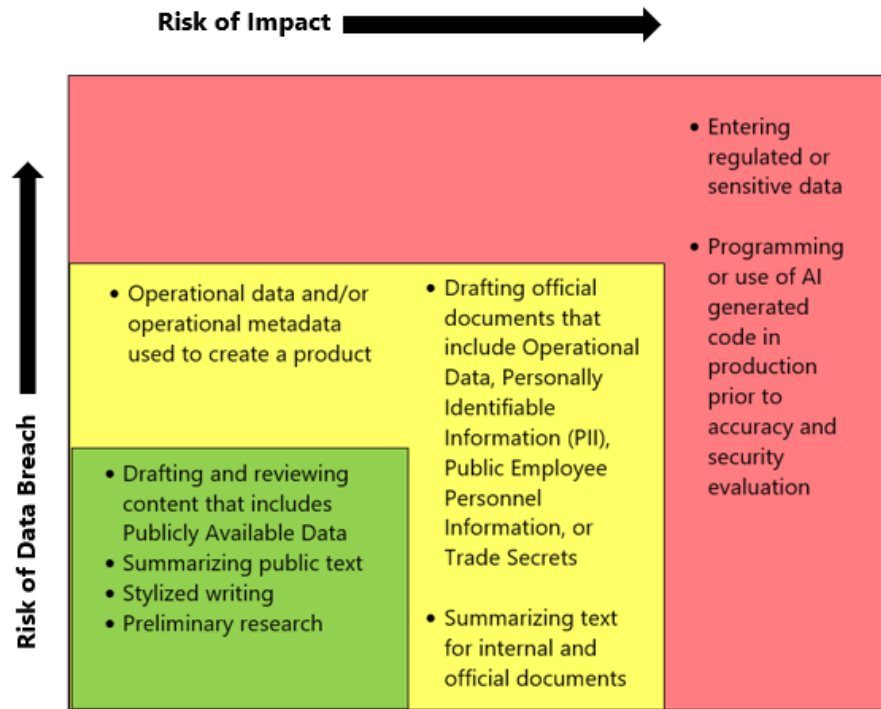 Risk of Impact
Risk of Data Breach
• Entering
regulated or
sensitive data
• Programming
or use of AI
generated
code in
production
prior to
accuracy and
security
evaluation
• Operational data and/or
operational metadata
used to create a product
• Drafting official
documents that
include Operational
Data, Personally
Identifiable
Information (PII),
Public Employee
Personnel
Information, or
Trade Secrets
• Summarizing text
for internal and
official documents
• Drafting and reviewing
content that includes
Publicly Available Data
• Summarizing public text
• Stylized writing
• Preliminary research